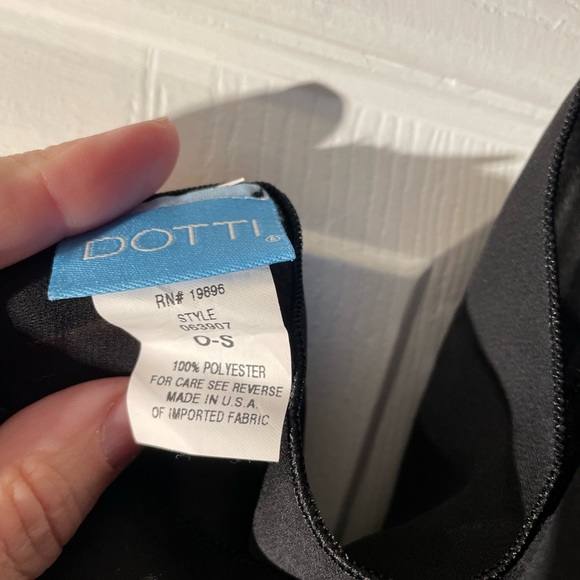 DOTTI®
RN# 19896
STYLE
063907
O-S
100% POLYESTER
FOR CARE SEE REVERSE
MADE IN U.S.A.
OF IMPORTED FABRIC